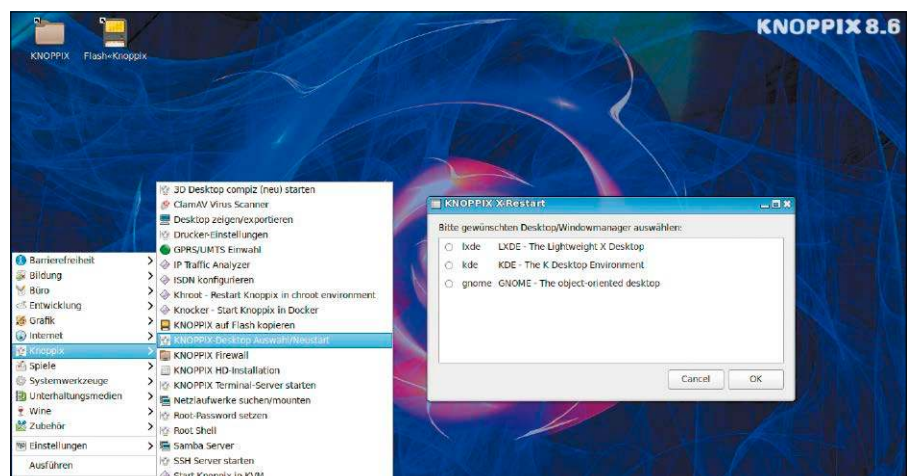 KNOPPIX 8.6
KNOPPIX
Flash«Knoppix
3D Desktop compiz (neu) starten
ClamAV Virus Scanner
Desktop zeigen/exportieren
Drucker-Einstellungen
GPRS/UMTS Einwahl
IP Traffic Analyzer
ISDN konfigurieren
Khroot - Restart Knoppix in chroot environment
Knocker - Start Knoppix in Docker
KNOPPIX auf Flash kopieren
KNOPPIX-Desktop Auswahl/Neustart
KNOPPIX Firewall
KNOPPIX HD-Installation
KNOPPIX Terminal-Server starten
Netzlaufwerke suchen/mounten
Root-Password setzen
Root Shell
Samba Server
SSH Server starten
Start Knoppix in KVM
Barrierefreiheit
Bildung
Büro
Entwicklung
Grafik
Internet
Knoppix
Spiele
Systemwerkzeuge
Unterhaltungsmedien
Wine
Zubehör
Einstellungen
Ausführen
KNOPPIX X-Restart
Bitte gewünschten Desktop/Windowmanager auswählen:
lxde LXDE - The Lightweight X Desktop
kde KDE - The K Desktop Environment
gnome GNOME - The object-oriented desktop
Cancel OK